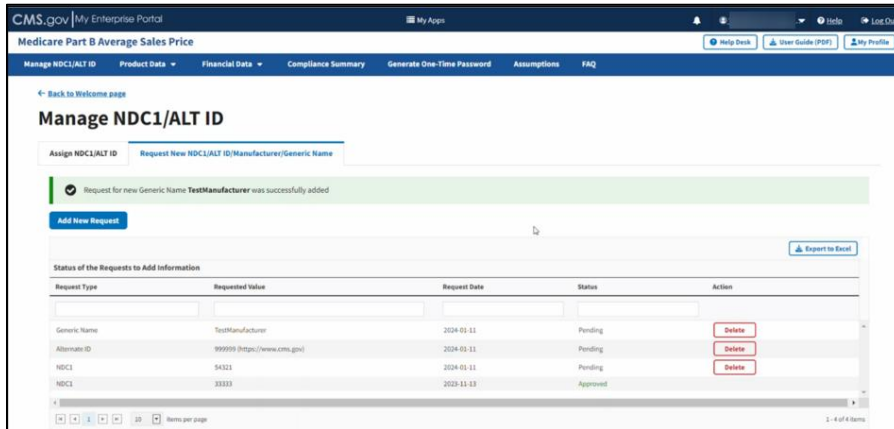 CMS.gov My Enterprise Portal My Apps Help Log Ou
Medicare Part B Average Sales Price Help Desk User Guide (PDF) My Profile
Manage NDC1/ALT ID Product Data Financial Data Compliance Summary Generate One-Time Password Assumptions FAQ
Back to Welcome page
Manage NDC1/ALT ID
Assign NDC1/ALT ID Request New NDC1/ALT ID/Manufacturer/Generic Name
Request for new Generic Name TestManufacturer was successfully added
Add New Request
Export to Excel
Status of the Requests to Add Information
Request Type Requested Value Request Date Status Action
Generic Name TestManufacturer 2024-01-11 Pending Delete
Alternate ID 999999 (https://www.cms.gov) 2024-01-11 Pending Delete
NDC1 54321 2024-01-11 Pending Delete
NDC1 33333 2023-11-13 Approved
1 10 items per page 1 - 4 of 4 items